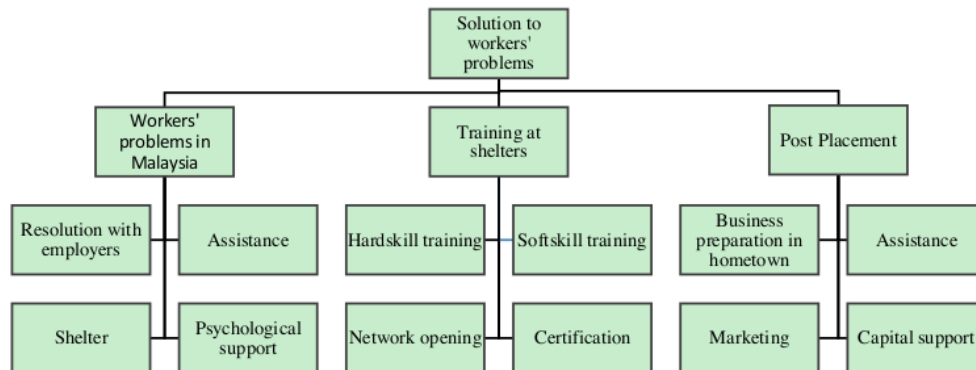 Solution to
workers'
problems
Workers'
problems in
Malaysia
Training at
shelters
Post Placement
Resolution with
employers
Assistance
Hardskill training
Softskill training
Business
preparation in
hometown
Assistance
Shelter
Psychological
support
Network opening
Certification
Marketing
Capital support